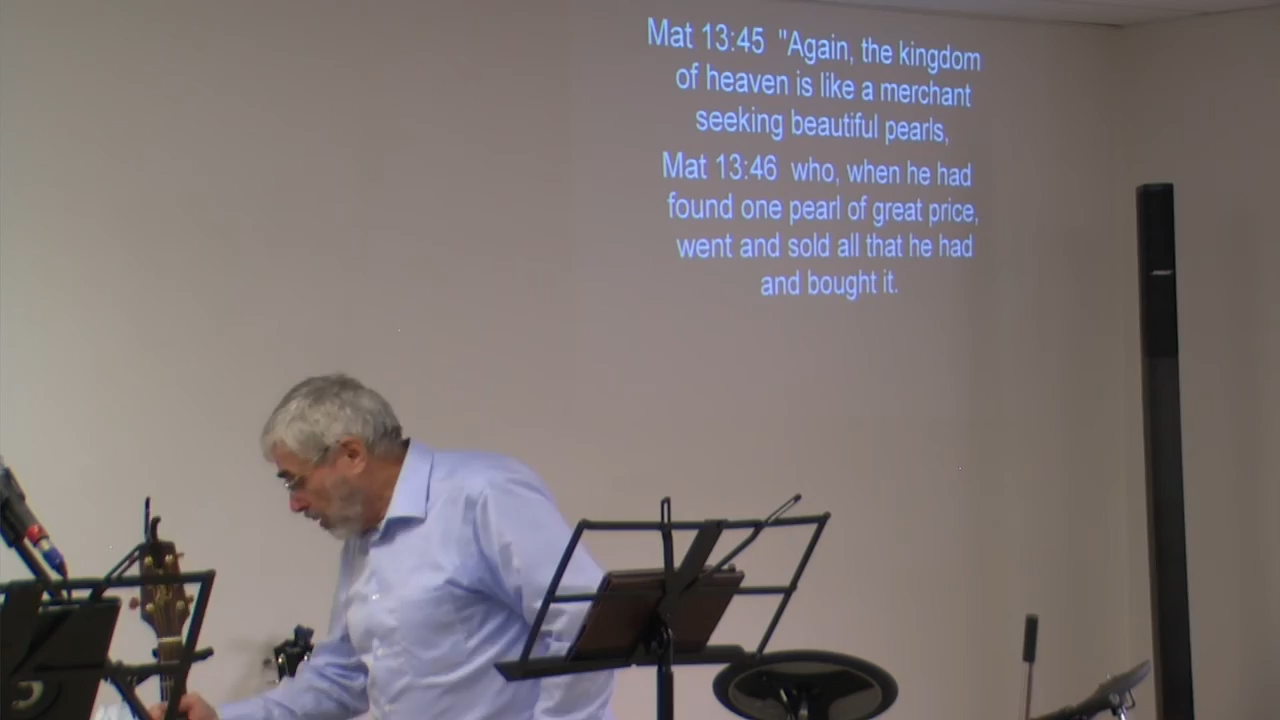 Mat 13:45 "Again, the kingdom
of heaven is like a merchant
seeking beautiful pearls,
Mat 13:46 who, when he had
found one pearl of great price,
went and sold all that he had
and bought it.